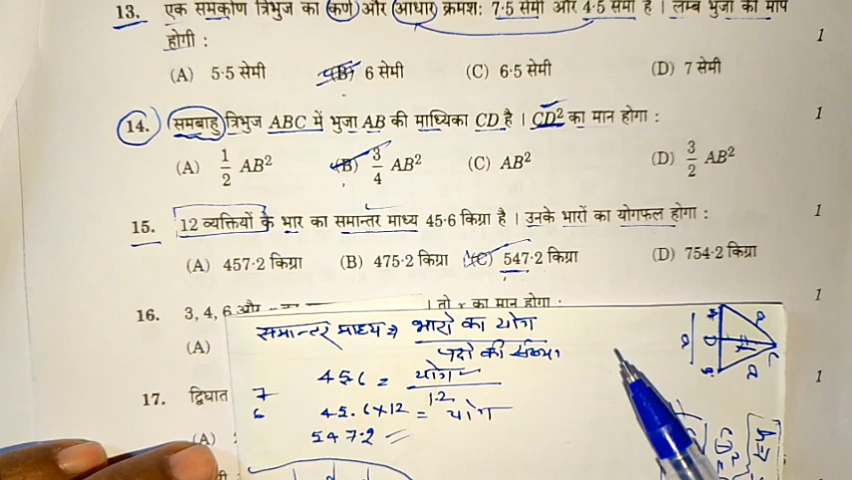 13. एक समकोण त्रिभुज का कर्ण और आधार क्रमशः 7·5 सेमी और 4·5 सेमी है । लम्ब भुजा की माप 1
होगी :
(A) 5·5 सेमी (B) 6 सेमी (C) 6·5 सेमी (D) 7 सेमी
14. समबाहु त्रिभुज ABC में भुजा AB की माध्यिका CD है । CD² का मान होगा : 1
(A) 1/2 AB² (B) 3/4 AB² (C) AB² (D) 3/2 AB²
15. 12 व्यक्तियों के भार का समान्तर माध्य 45·6 किग्रा है । उनके भारों का योगफल होगा : 1
(A) 457·2 किग्रा (B) 475·2 किग्रा (C) 547·2 किग्रा (D) 754·2 किग्रा
16. 3, 4, 6 और । तो x का मान होगा : 1
(A)
समान्तर माध्य ⇒ भारो का योग
पदो की संख्या
17. द्विघात 1
45.6 = योग
12
45.6×12 = योग
547.2
(A)